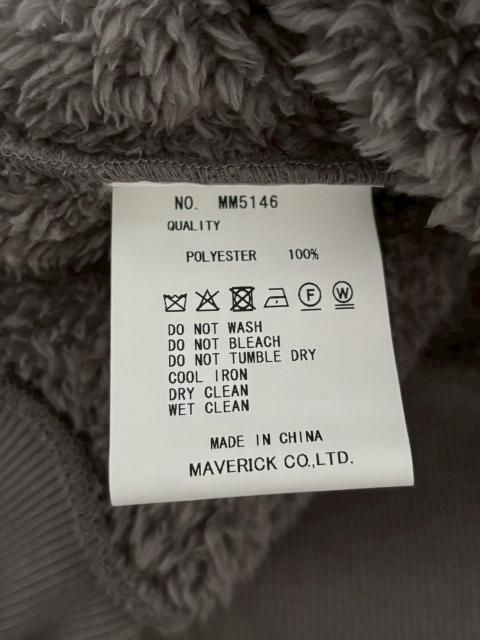 NO. MM5146
QUALITY
POLYESTER 100%
F W
DO NOT WASH
DO NOT BLEACH
DO NOT TUMBLE DRY
COOL IRON
DRY CLEAN
WET CLEAN
MADE IN CHINA
MAVERICK CO.,LTD.